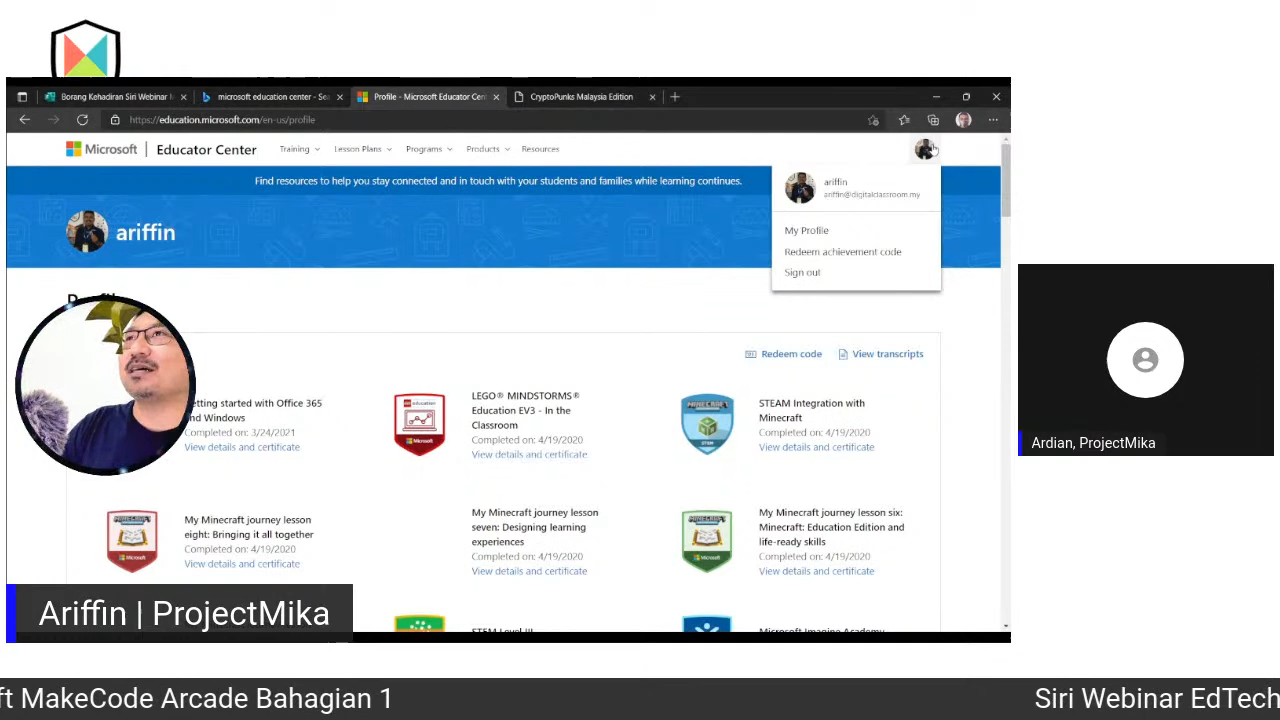 Borang Kehadiran Siri Webinar
microsoft education center - Sea
Profile - Microsoft Educator Cen
CryptoPunks Malaysia Edition
https://education.microsoft.com/en-us/profile
Microsoft | Educator Center
Training
Lesson Plans
Programs
Products
Resources
Find resources to help you stay connected and in touch with your students and families while learning continues.
ariffin
ariffin
ariffin@digitalclassroom.my
My Profile
Redeem achievement code
Sign out
Redeem code
View transcripts
etting started with Office 365
and Windows
Completed on: 3/24/2021
View details and certificate
LEGO® MINDSTORMS®
Education EV3 - In the
Classroom
Completed on: 4/19/2020
View details and certificate
STEAM Integration with
Minecraft
Completed on: 4/19/2020
View details and certificate
My Minecraft journey lesson
eight: Bringing it all together
Completed on: 4/19/2020
View details and certificate
My Minecraft journey lesson
seven: Designing learning
experiences
Completed on: 4/19/2020
View details and certificate
My Minecraft journey lesson six:
Minecraft: Education Edition and
life-ready skills
Completed on: 4/19/2020
View details and certificate
STEM Level III
Microsoft Imagine Academy
Ariffin | ProjectMika
Ardian, ProjectMika
ft MakeCode Arcade Bahagian 1
Siri Webinar EdTech